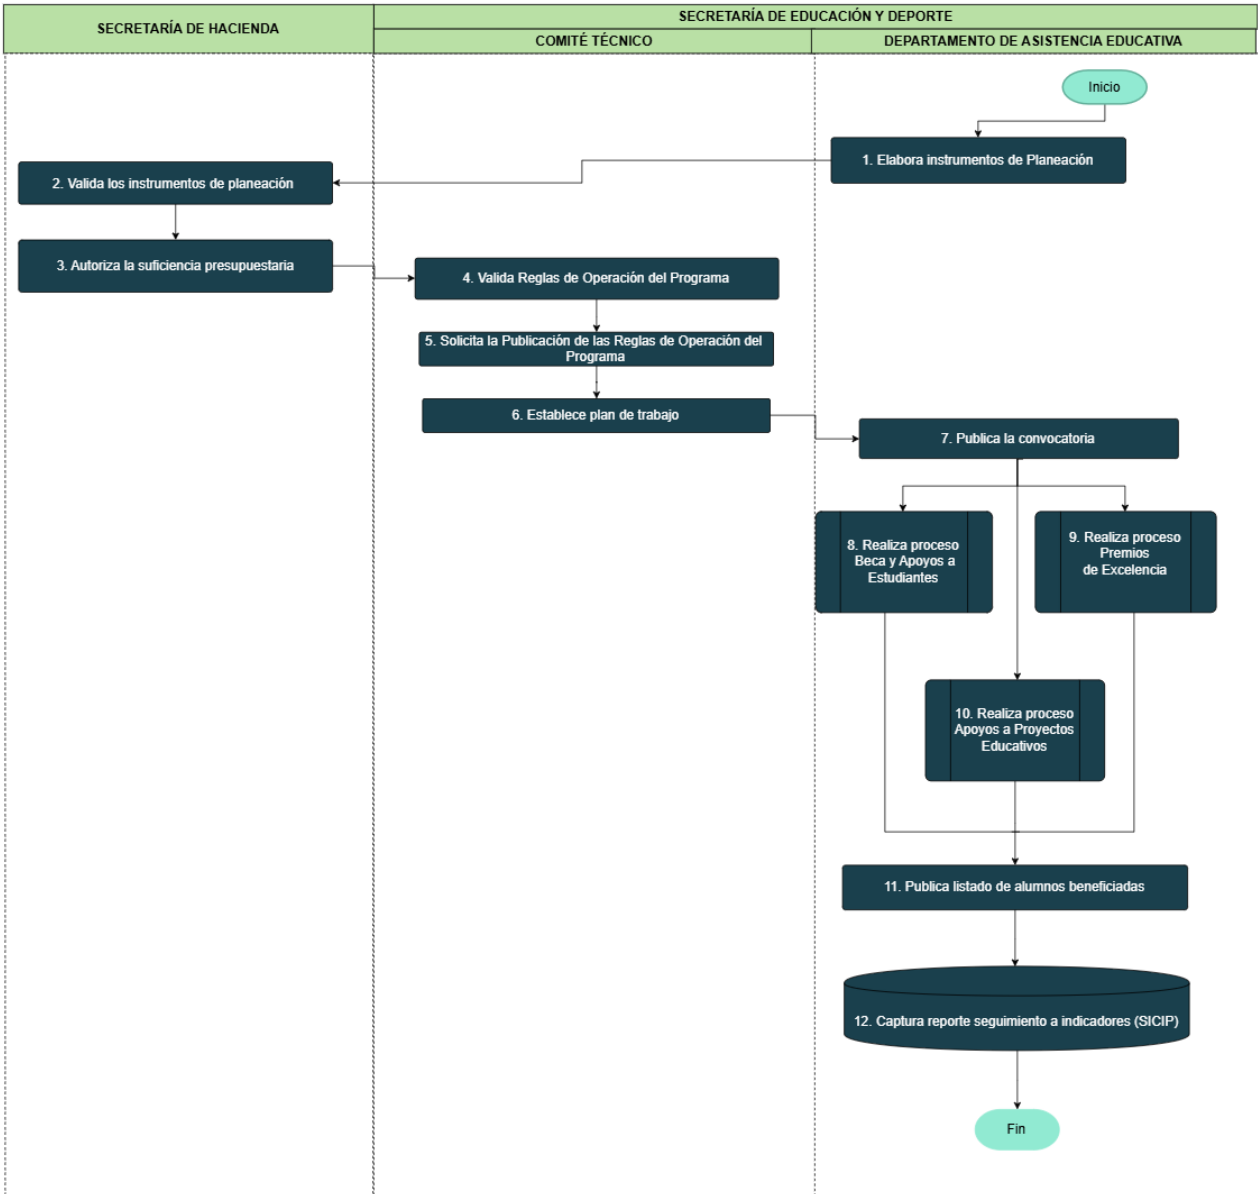 SECRETARÍA DE HACIENDA
SECRETARÍA DE EDUCACIÓN Y DEPORTE
COMITÉ TÉCNICO
DEPARTAMENTO DE ASISTENCIA EDUCATIVA
Inicio
1. Elabora instrumentos de Planeación
2. Valida los instrumentos de planeación
3. Autoriza la suficiencia presupuestaria
4. Valida Reglas de Operación del Programa
5. Solicita la Publicación de las Reglas de Operación del
Programa
6. Establece plan de trabajo
7. Publica la convocatoria
8. Realiza proceso
Beca y Apoyos a
Estudiantes
9. Realiza proceso
Premios
de Excelencia
10. Realiza proceso
Apoyos a Proyectos
Educativos
11. Publica listado de alumnos beneficiadas
12. Captura reporte seguimiento a indicadores (SICIP)
Fin